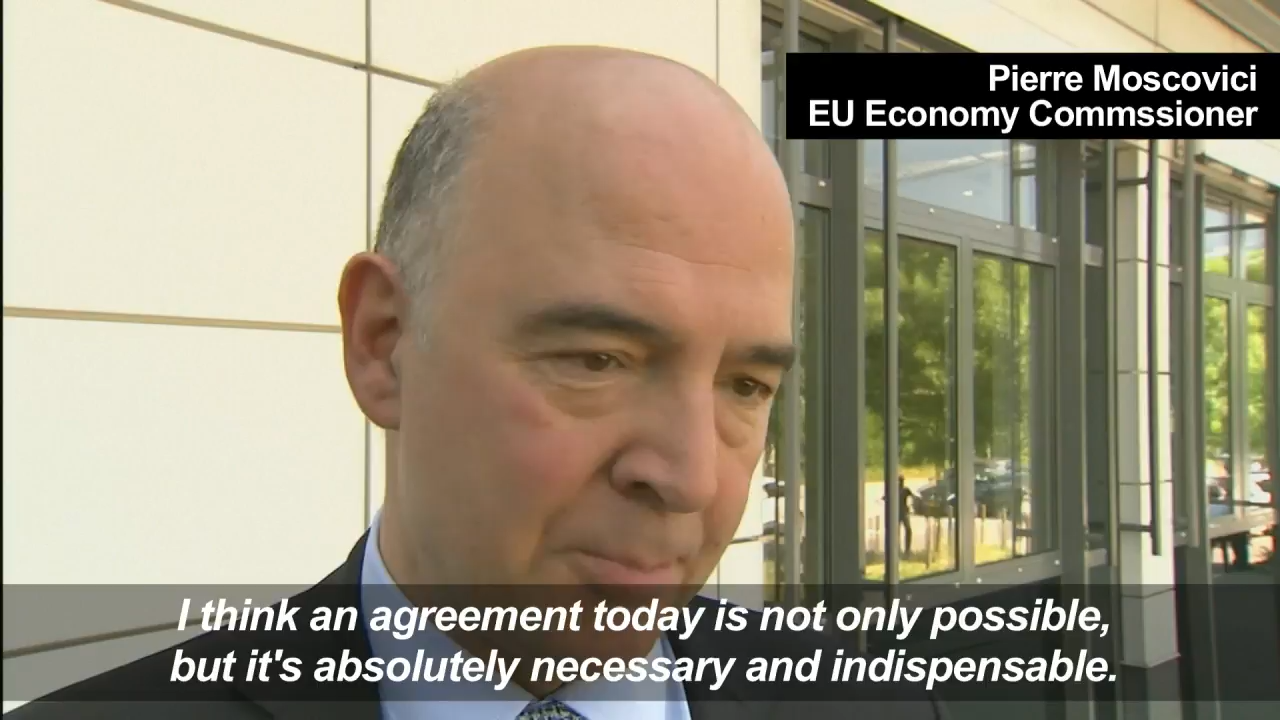 Pierre Moscovici
EU Economy Commssioner
I think an agreement today is not only possible,
but it's absolutely necessary and indispensable.